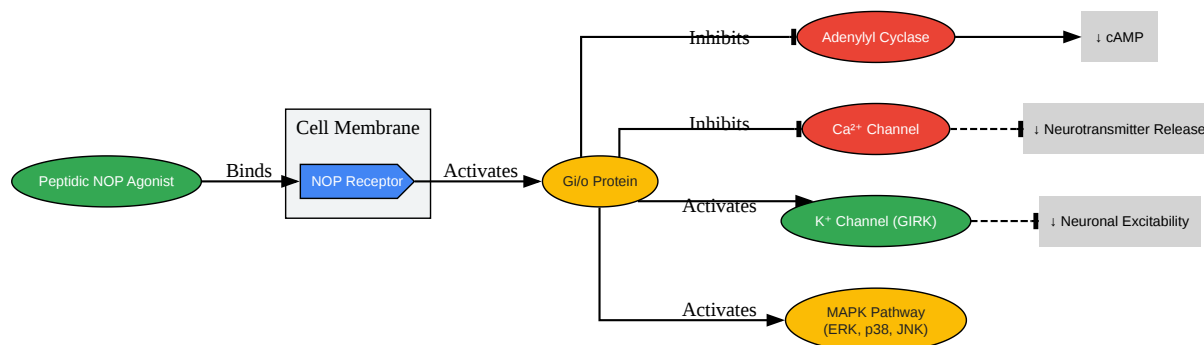 Inhibits
Adenylyl Cyclase
↓ cAMP
Cell Membrane
Inhibits
Ca²⁺ Channel
↓ Neurotransmitter Release
Peptidic NOP Agonist
Binds
NOP Receptor
Activates
Gi/o Protein
Activates
K⁺ Channel (GIRK)
↓ Neuronal Excitability
Activates
MAPK Pathway
(ERK, p38, JNK)